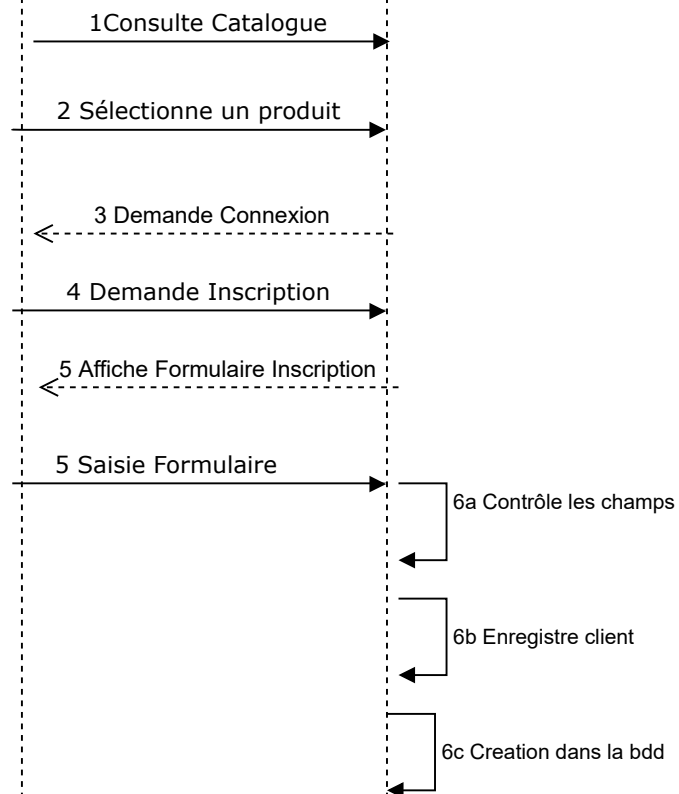 1Consulte Catalogue
2 Sélectionne un produit
3 Demande Connexion
4 Demande Inscription
5 Affiche Formulaire Inscription
5 Saisie Formulaire
6a Contrôle les champs
6b Enregistre client
6c Creation dans la bdd